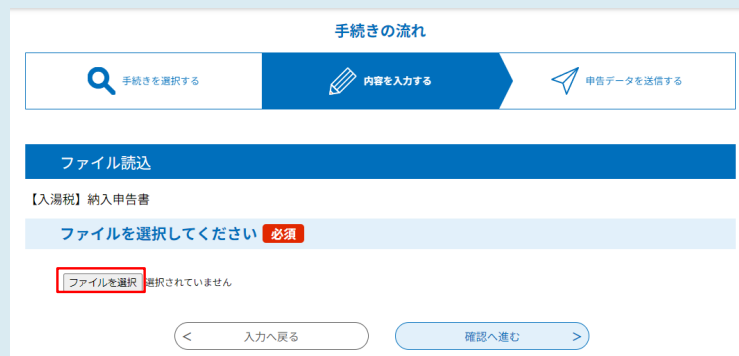 手続きの流れ
手続きを選択する
内容を入力する
申告データを送信する
ファイル読込
【入湯税】納入申告書
ファイルを選択してください 必須
ファイルを選択 選択されていません
< 入力へ戻る
確認へ進む >